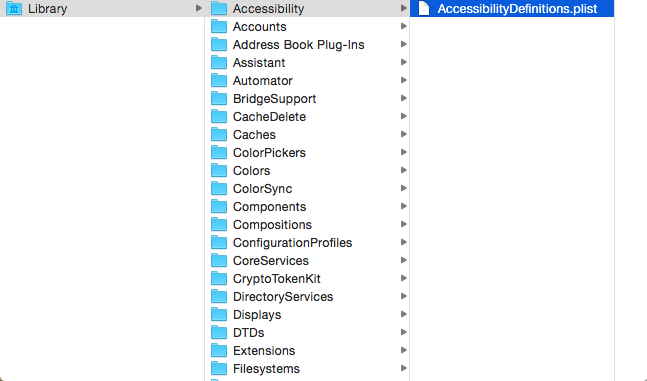 Library
Accessibility
Accounts
Address Book Plug-Ins
Assistant
Automator
BridgeSupport
CacheDelete
Caches
ColorPickers
Colors
ColorSync
Components
Compositions
ConfigurationProfiles
CoreServices
CryptoTokenKit
DirectoryServices
Displays
DTDs
Extensions
Filesystems
AccessibilityDefinitions.plist